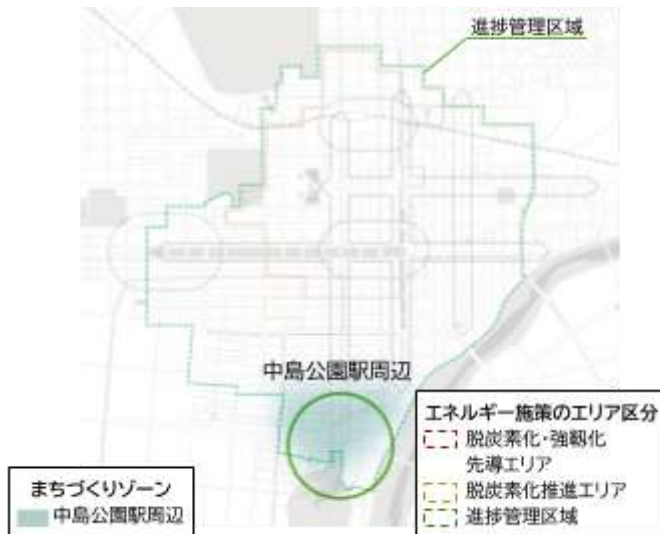 進捗管理区域
中島公園駅周辺
まちづくりゾーン
中島公園駅周辺
エネルギー施策のエリア区分
脱炭素化・強靱化
先導エリア
脱炭素化推進エリア
進捗管理区域